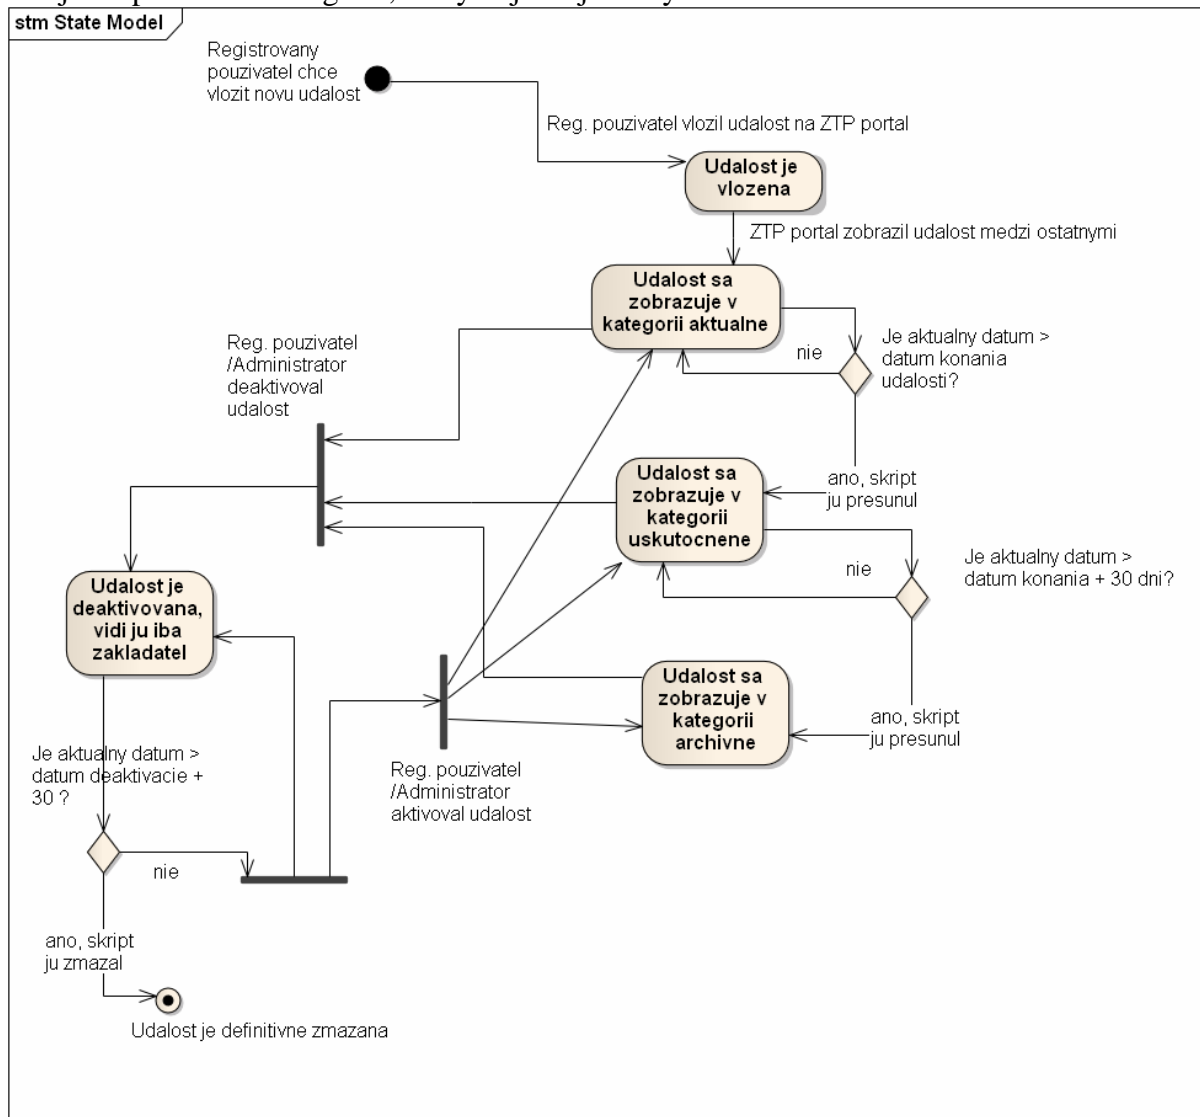 stm State Model
Registrovany
pouzivatel chce
vlozit novu udalost
Reg. pouzivatel vlozil udalost na ZTP portal
Udalost je
vlozena
ZTP portal zobrazil udalost medzi ostatnymi
Udalost sa
zobrazuje v
kategorii aktualne
Je aktualny datum >
datum konania
udalosti?
nie
Reg. pouzivatel
/Administrator
deaktivoval
udalost
ano, skript
ju presunul
Udalost sa
zobrazuje v
kategorii
uskutocnene
Je aktualny datum >
datum konania + 30 dni?
nie
Udalost je
deaktivovana,
vidi ju iba
zakladatel
Udalost sa
zobrazuje v
kategorii
archivne
ano, skript
ju presunul
Je aktualny datum >
datum deaktivacie +
30 ?
Reg. pouzivatel
/Administrator
aktivoval udalost
nie
ano, skript
ju zmazal
Udalost je definitivne zmazana